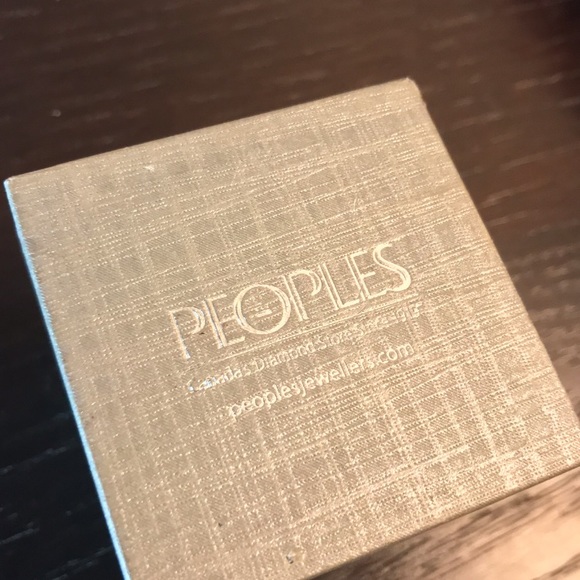 PEOPLES
Canada's Diamond Store Since 1919
peoplesjewellers.com